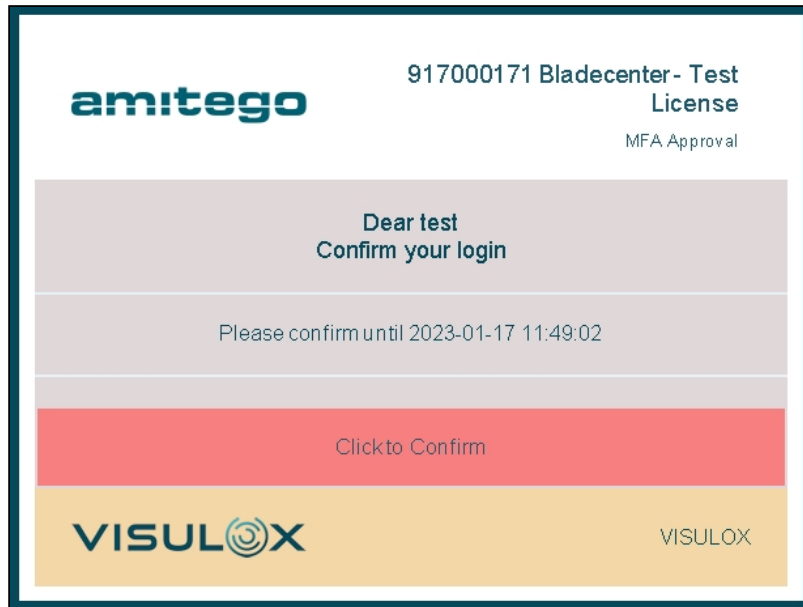 amitego
917000171 Bladecenter- Test
License
MFA Approval
Dear test
Confirm your login
Please confirm until 2023-01-17 11:49:02
Click to Confirm
VISULOX
VISULOX